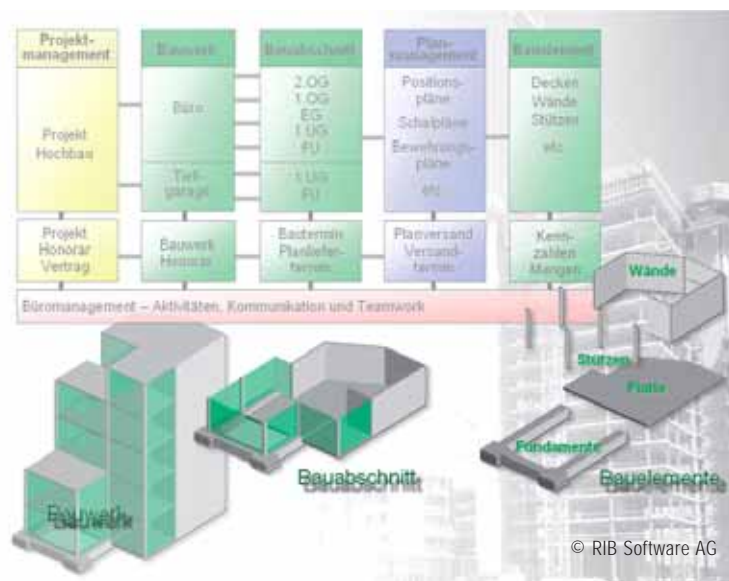 Projekt-
management
Projekt
Hochbau
Projekt
Honorar
Vertrag
Bauwerk
Büro
Tief-
garage
Bauwerk
Honorar
Bauabschnitt
2.OG
1.OG
EG
1.UG
FU
1.UG
FU
Bautermin
Planliefer-
termin
Plan-
management
Positions-
pläne
Schalpläne
Bewehrungs-
pläne
etc
Planversand
Versand-
termin
Bauelement
Decken
Wände
Stützen
etc
Kenn-
zahlen
Mengen
Büromanagement – Aktivitäten, Kommunikation und Teamwork
Wände
Stützen
Platte
Fundamente
Bauwerk
Bauabschnitt
Bauelemente
© RIB Software AG